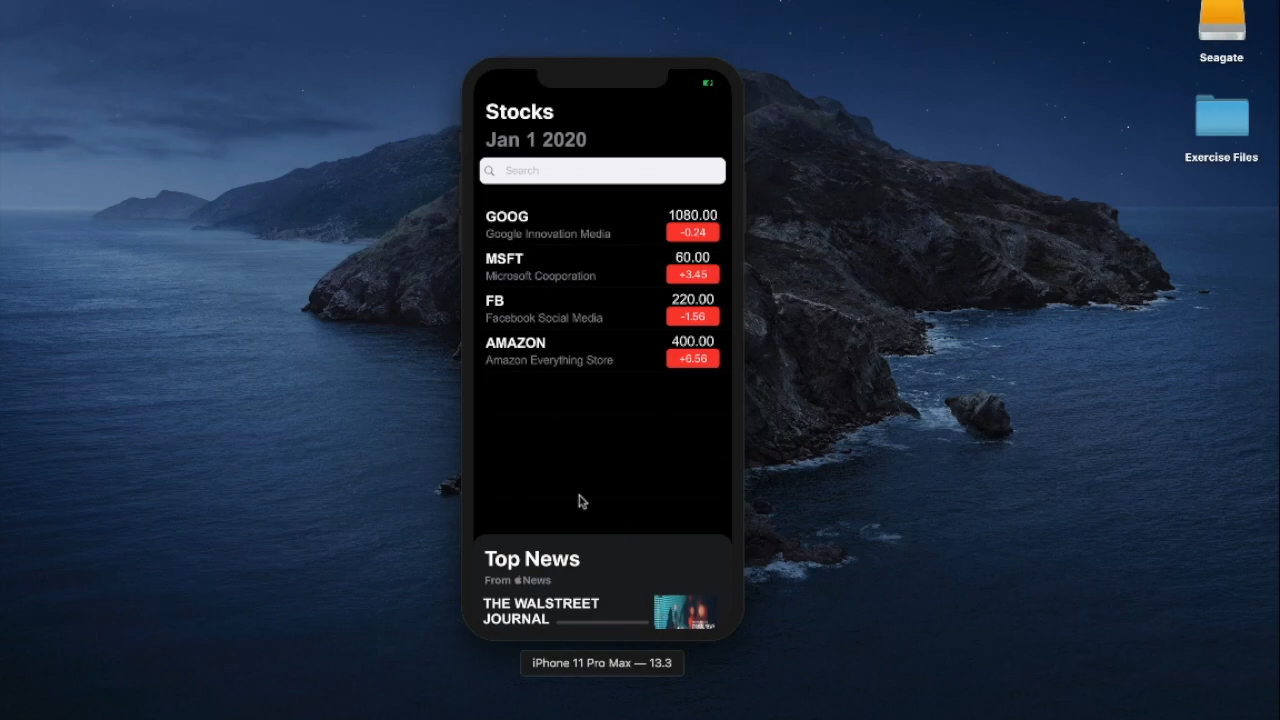 Seagate
Exercise Files
Stocks
Jan 1 2020
Search
GOOG 1080.00
Google Innovation Media -0.24
MSFT 60.00
Microsoft Cooporation +3.45
FB 220.00
Facebook Social Media -1.56
AMAZON 400.00
Amazon Everything Store +6.56
Top News
From News
THE WALSTREET
JOURNAL
iPhone 11 Pro Max — 13.3